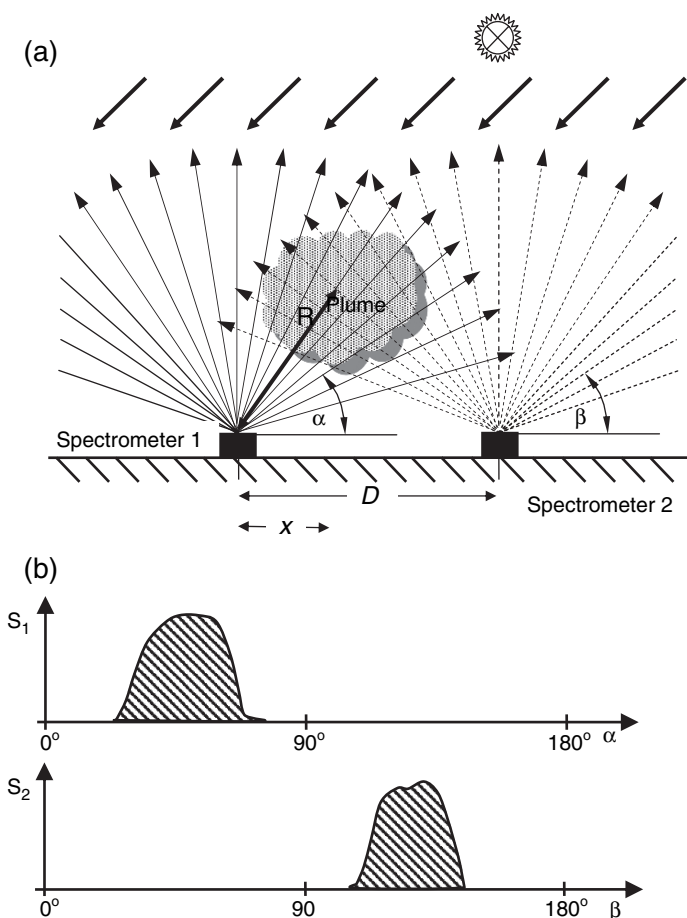 (a)
R
Plume
α
β
Spectrometer 1
Spectrometer 2
D
x
(b)
S1
0°
90°
180° α
S2
0°
90
180° β